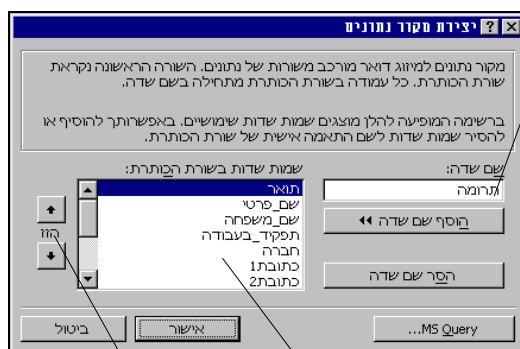 יצירת מקור נתונים
מקור נתונים למיזוג דואר מורכב משורות של נתונים. השורה הראשונה נקראת
שורת הכותרת. כל עמודה בשורת הכותרת מתחילה בשם שדה.
ברשימה המופיעה להלן מוצגים שמות שדות שימושיים. באפשרותך להוסיף או
להסיר שמות שדות לשם התאמה אישית של שורת הכותרת.
שם שדה:
תרומה
הוסף שם שדה
הסר שם שדה
שמות שדות בשורת הכותרת:
תואר
שם_פרטי
שם_משפחה
תפקיד_בעבודה
חברה
כתובת1
כתובת2
הזז
MS Query...
אישור
ביטול